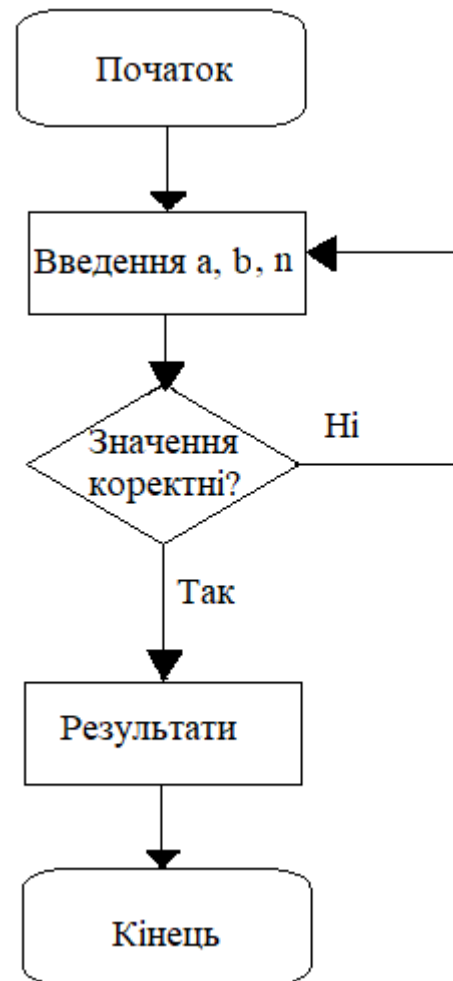 Початок
Введення a, b, n
Значення
коректні?
Ні
Так
Результати
Кінець